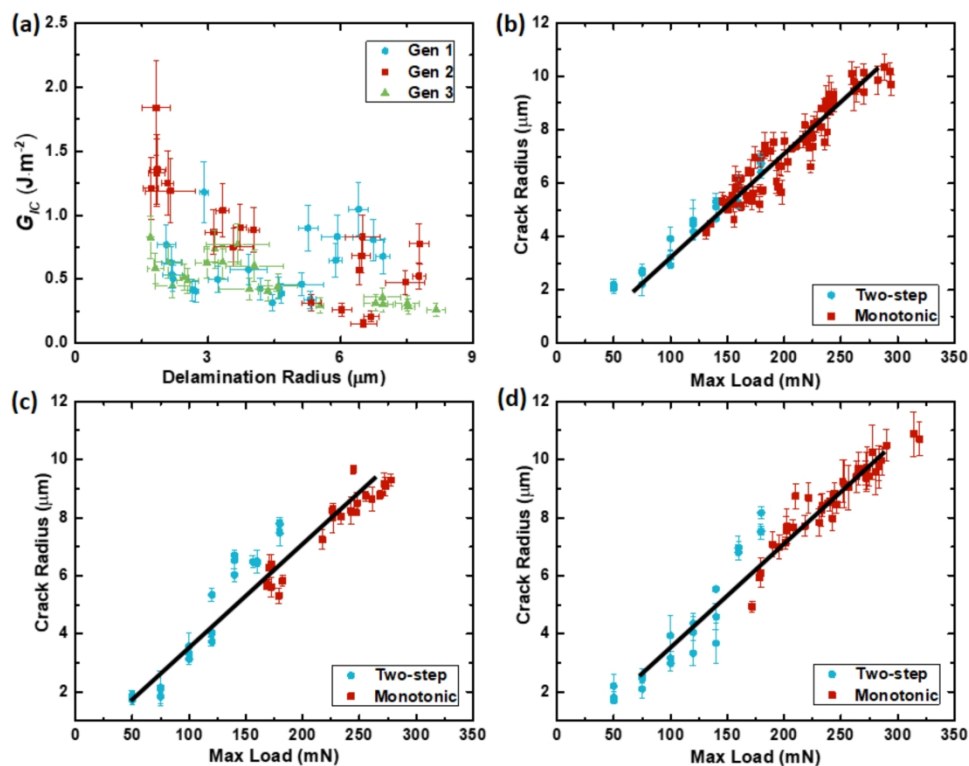 (a)
2.5
2.0
1.5
1.0
0.5
0.0
G_IC (J·m⁻²)
Gen 1
Gen 2
Gen 3
0 3 6 9
Delamination Radius (μm)
(b)
12
10
8
6
4
2
0
Crack Radius (μm)
Two-step
Monotonic
0 50 100 150 200 250 300 350
Max Load (mN)
(c)
12
10
8
6
4
2
Crack Radius (μm)
Two-step
Monotonic
0 50 100 150 200 250 300 350
Max Load (mN)
(d)
12
10
8
6
4
2
Crack Radius (μm)
Two-step
Monotonic
0 50 100 150 200 250 300 350
Max Load (mN)